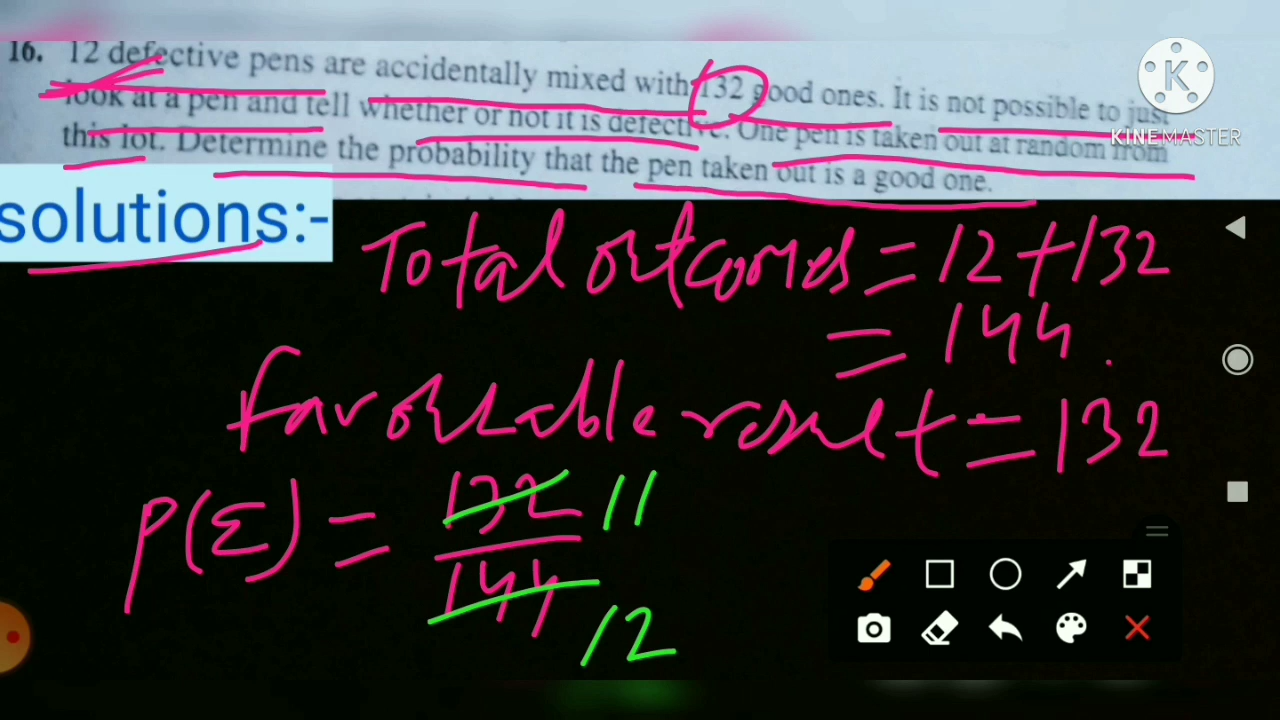 16. 12 defective pens are accidentally mixed with 132 good ones. It is not possible to just
look at a pen and tell whether or not it is defective. One pen is taken out at random from
this lot. Determine the probability that the pen taken out is a good one.
KINEMASTER
solutions:-
Total outcomes = 12+132
= 144.
favourable result = 132
P(E) = 132/144 11/12